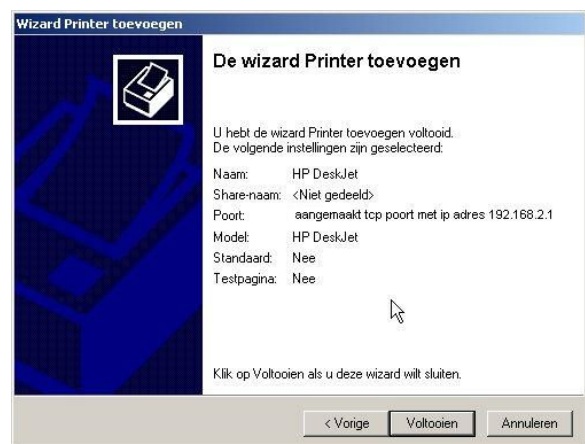 Wizard Printer toevoegen
De wizard Printer toevoegen
U hebt de wizard Printer toevoegen voltooid.
De volgende instellingen zijn geselecteerd:
Naam: HP DeskJet
Share-naam: <Niet gedeeld>
Poort: aangemaakt tcp poort met ip adres 192.168.2.1
Model: HP DeskJet
Standaard: Nee
Testpagina: Nee
Klik op Voltooien als u deze wizard wilt sluiten.
< Vorige Voltooien Annuleren